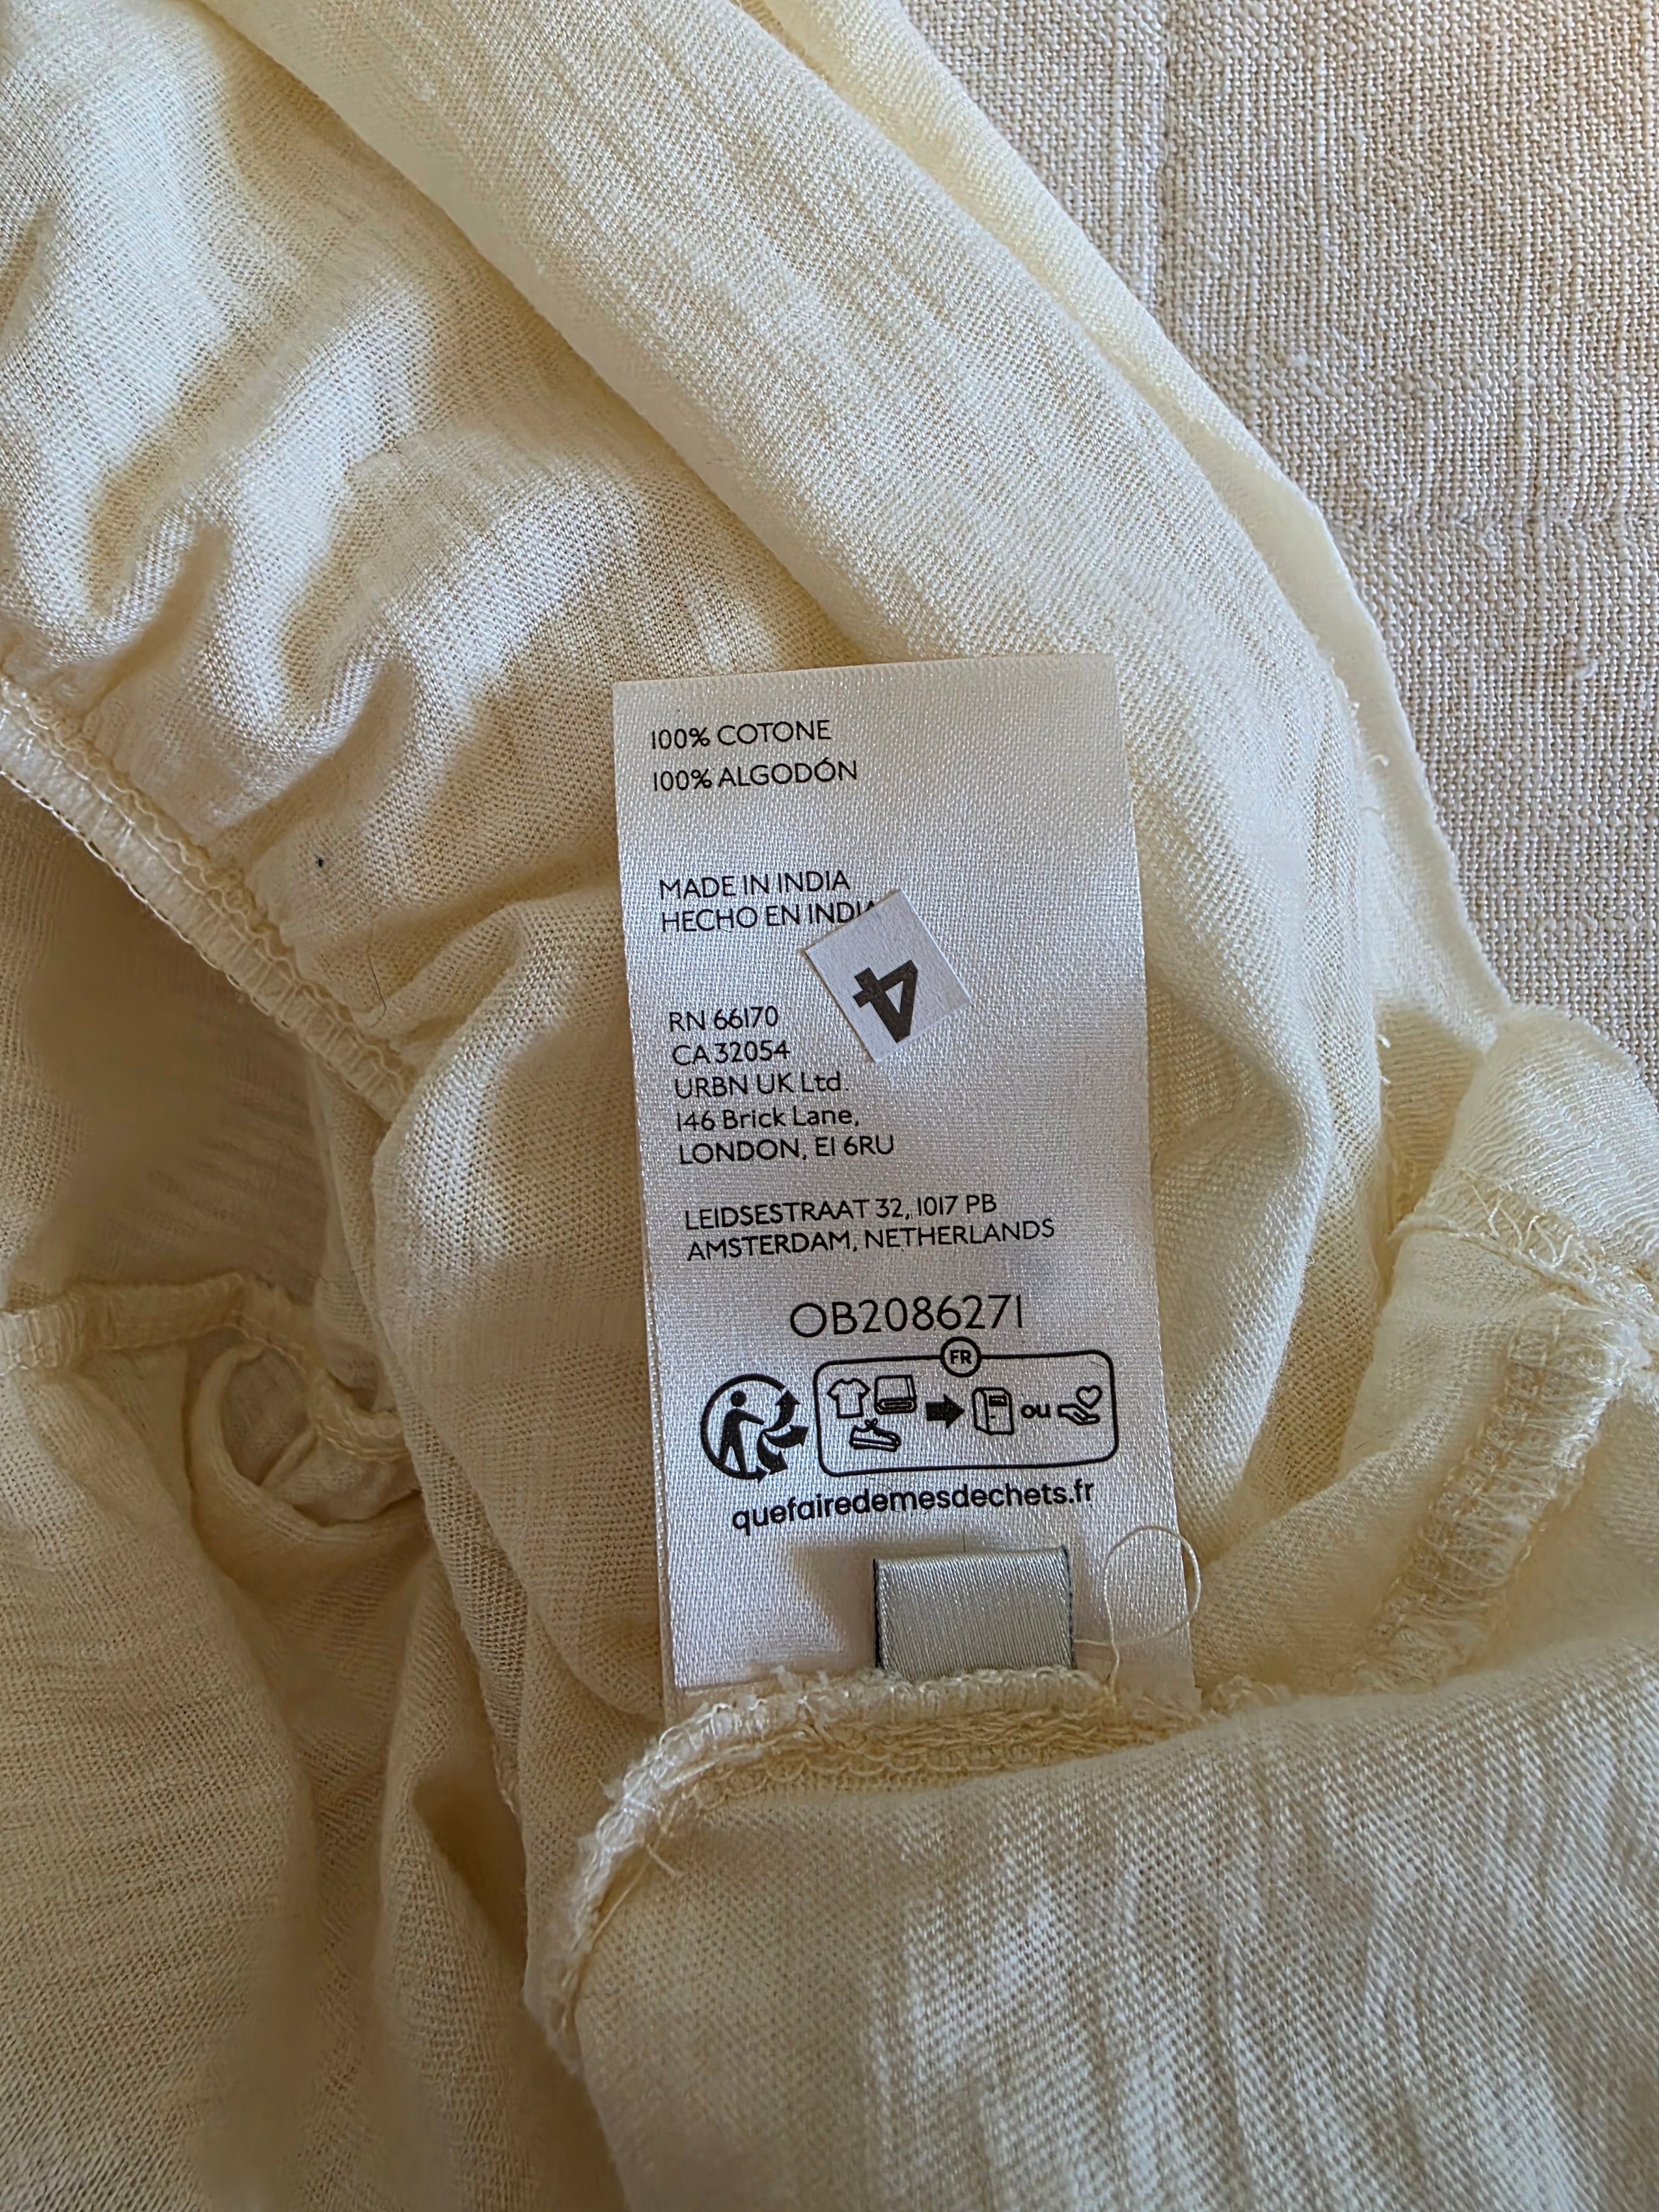 100% COTONE
100% ALGODÓN
MADE IN INDIA
HECHO EN INDIA
4
RN 66170
CA 32054
URBN UK Ltd.
146 Brick Lane,
LONDON, E1 6RU
LEIDSESTRAAT 32, 1017 PB
AMSTERDAM, NETHERLANDS
OB2086271
FR
ou
quefairedemesdechets.fr